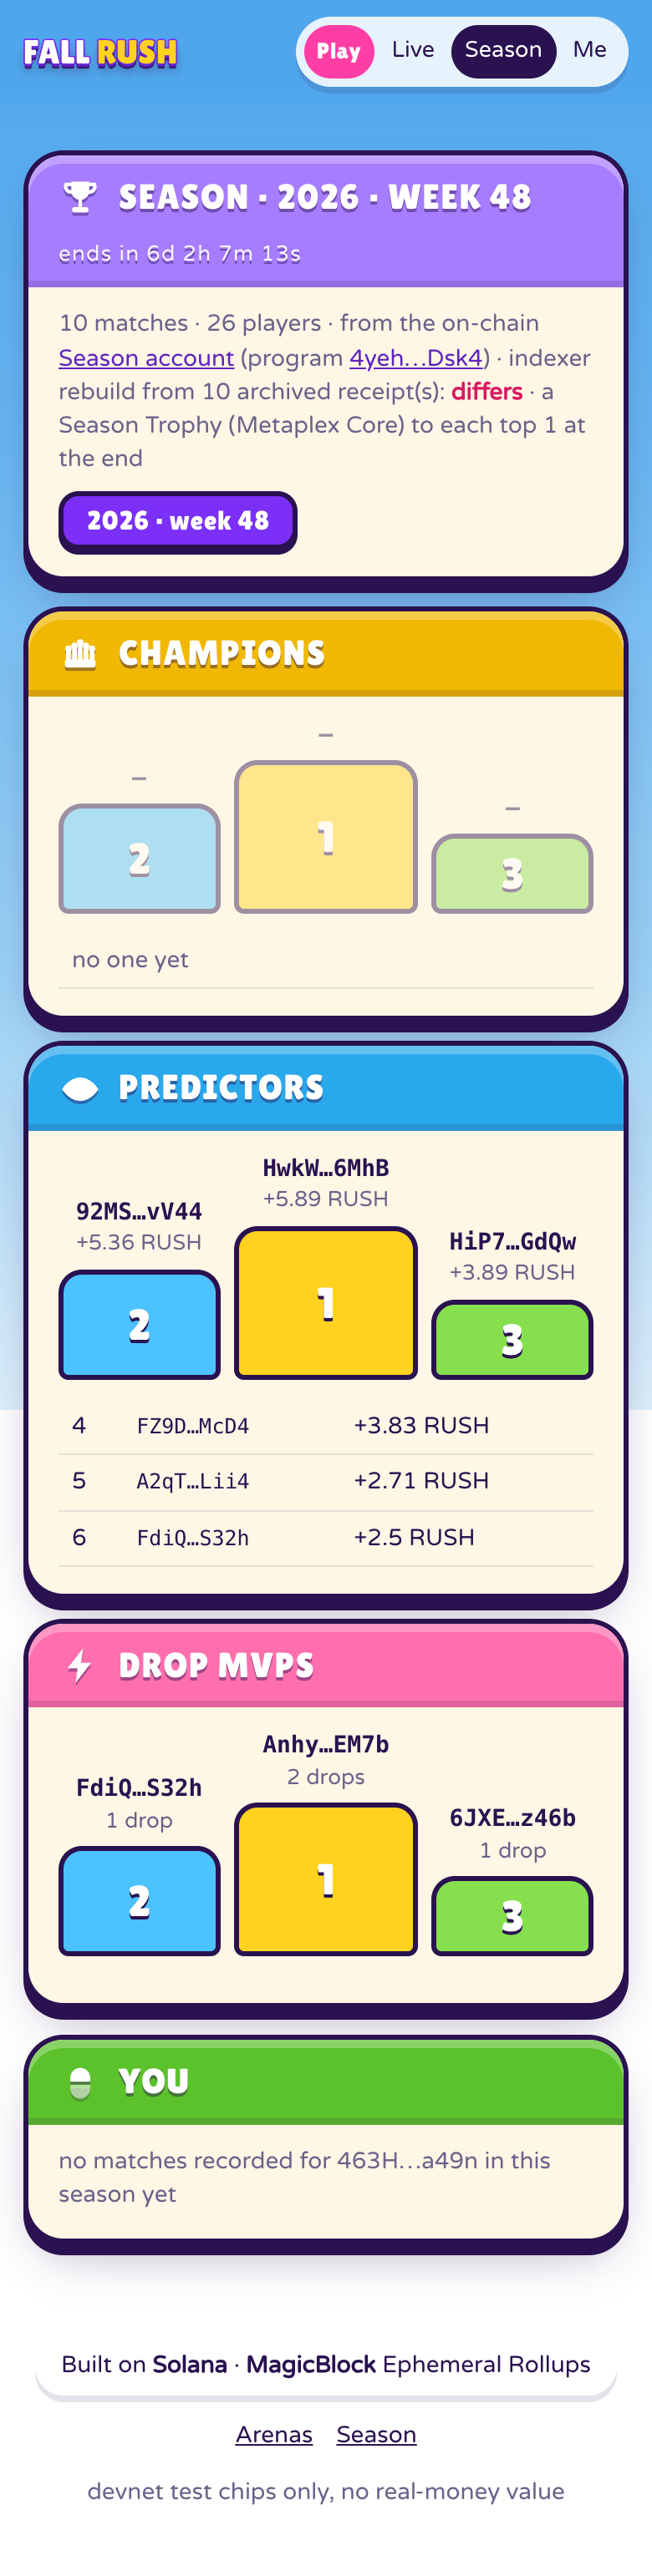 FALL RUSH
Play Live Season Me
SEASON · 2026 · WEEK 48
ends in 6d 2h 7m 13s
10 matches · 26 players · from the on-chain
Season account (program 4yeh…Dsk4) · indexer
rebuild from 10 archived receipt(s): differs · a
Season Trophy (Metaplex Core) to each top 1 at
the end
2026 · week 48
CHAMPIONS
–
–
–
2
1
3
no one yet
PREDICTORS
HwkW…6MhB
+5.89 RUSH
92MS…vV44
+5.36 RUSH
HiP7…GdQw
+3.89 RUSH
2
1
3
4 FZ9D…McD4 +3.83 RUSH
5 A2qT…Lii4 +2.71 RUSH
6 FdiQ…S32h +2.5 RUSH
DROP MVPS
Anhy…EM7b
2 drops
FdiQ…S32h
1 drop
6JXE…z46b
1 drop
2
1
3
YOU
no matches recorded for 463H…a49n in this
season yet
Built on Solana · MagicBlock Ephemeral Rollups
Arenas Season
devnet test chips only, no real-money value